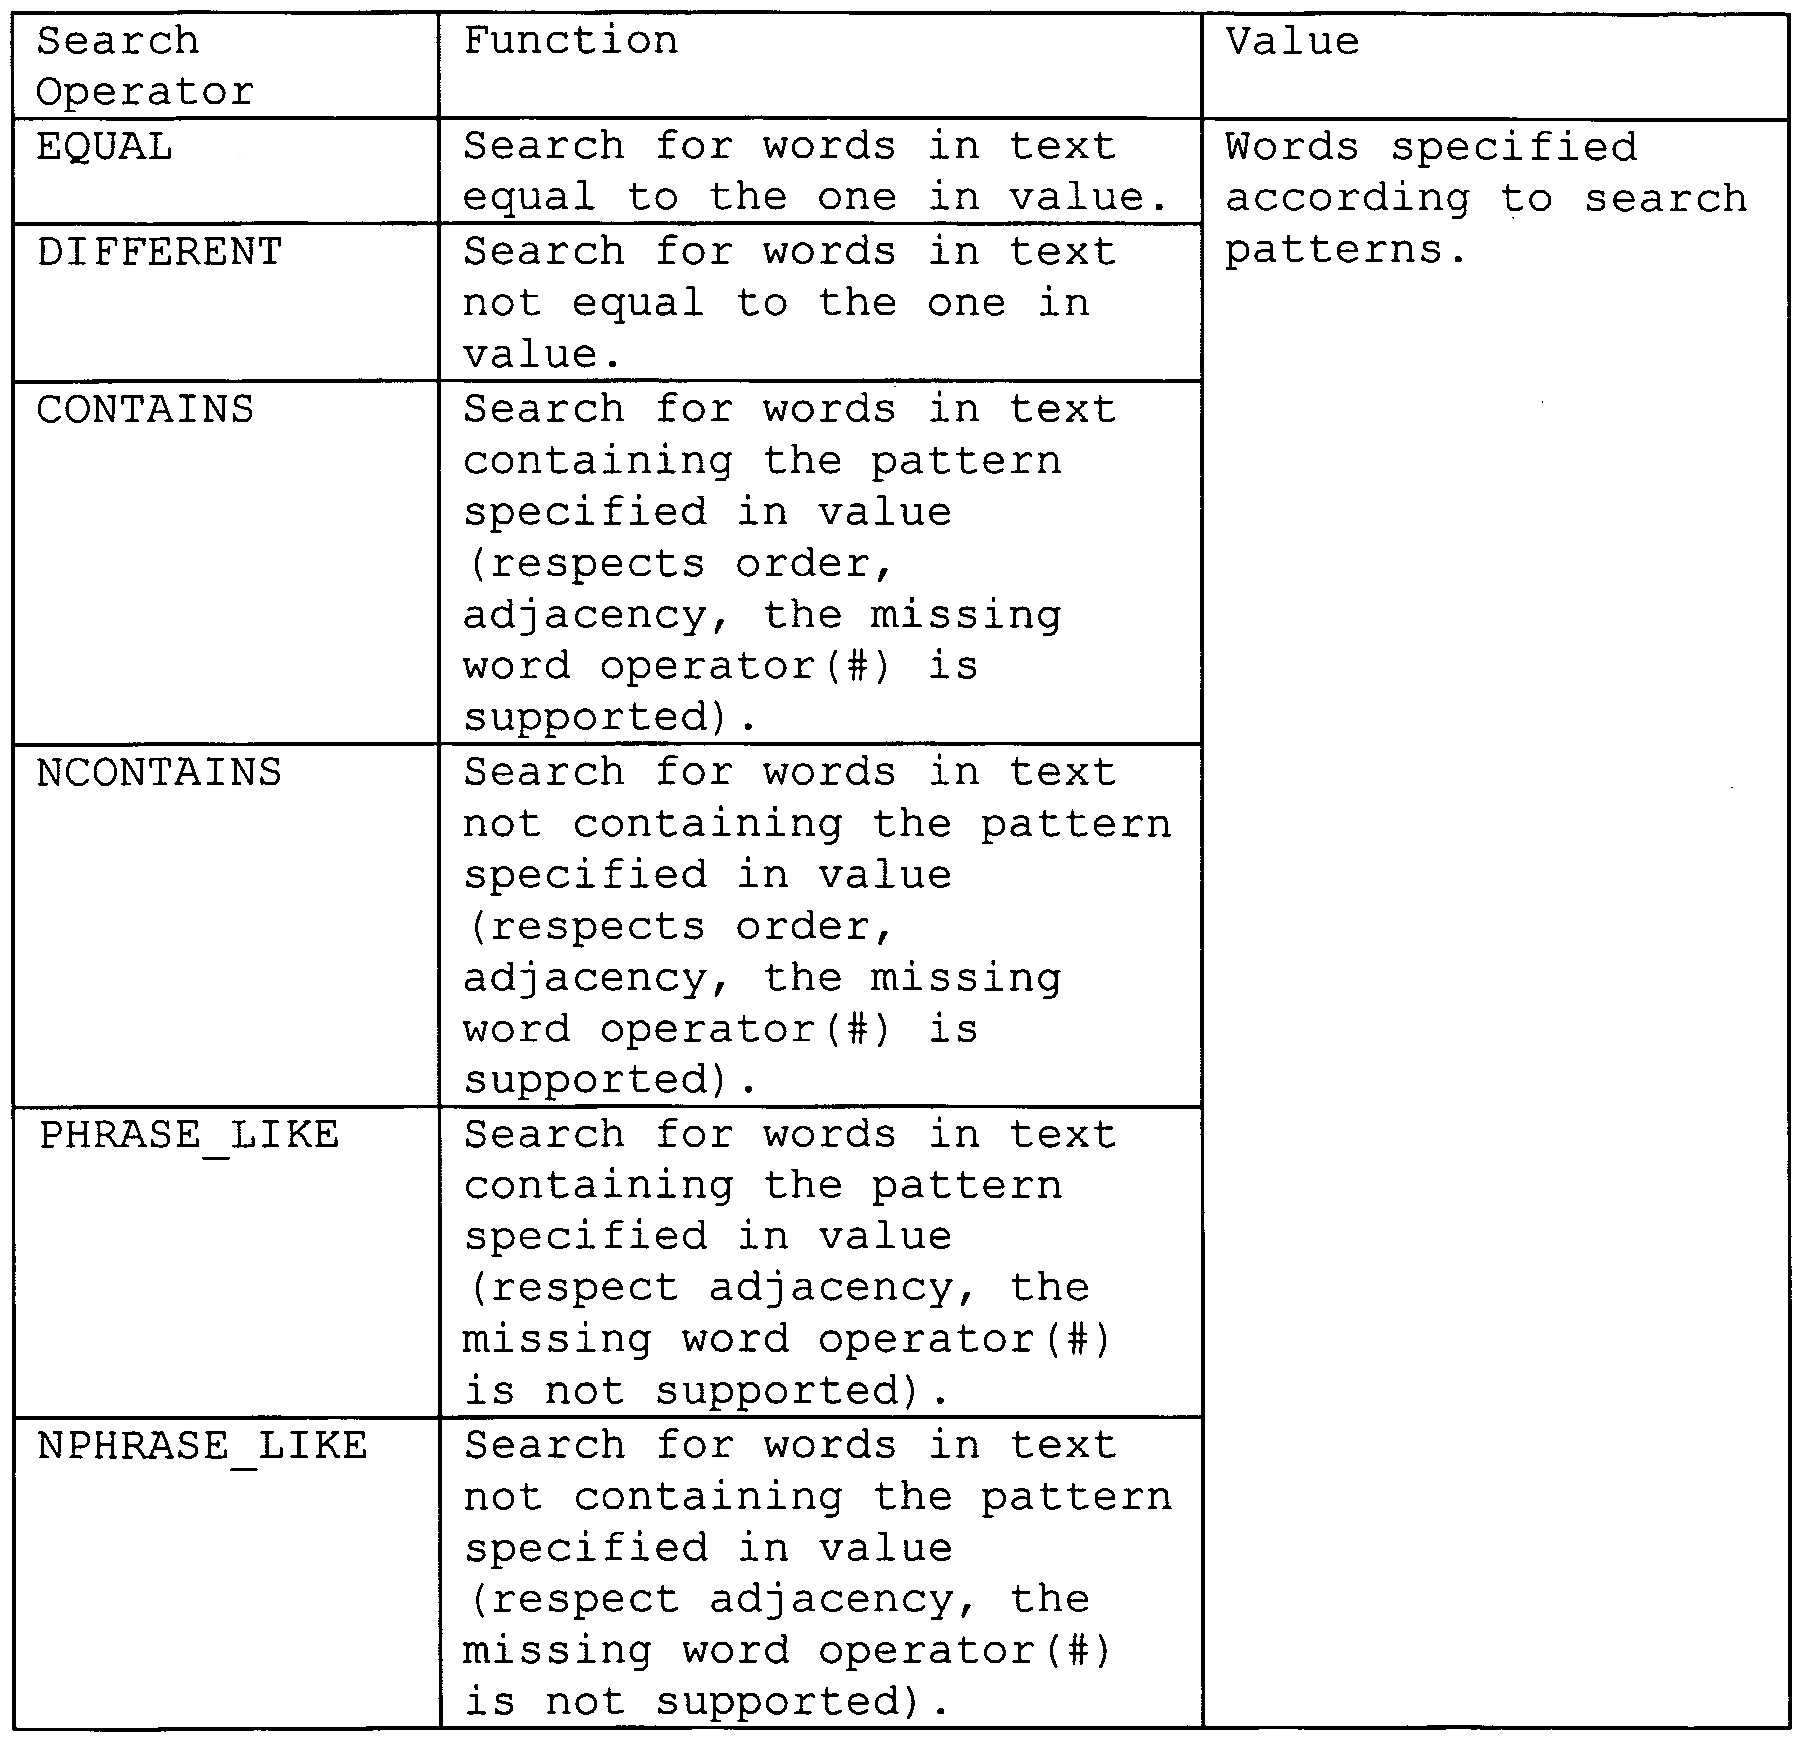 Search
Operator
Function
Value
EQUAL
Search for words in text
equal to the one in value.
Words specified
according to search
patterns.
DIFFERENT
Search for words in text
not equal to the one in
value.
CONTAINS
Search for words in text
containing the pattern
specified in value
(respects order,
adjacency, the missing
word operator(#) is
supported).
NCONTAINS
Search for words in text
not containing the pattern
specified in value
(respects order,
adjacency, the missing
word operator(#) is
supported).
PHRASE_LIKE
Search for words in text
containing the pattern
specified in value
(respect adjacency, the
missing word operator(#)
is not supported).
NPHRASE_LIKE
Search for words in text
not containing the pattern
specified in value
(respect adjacency, the
missing word operator(#)
is not supported).